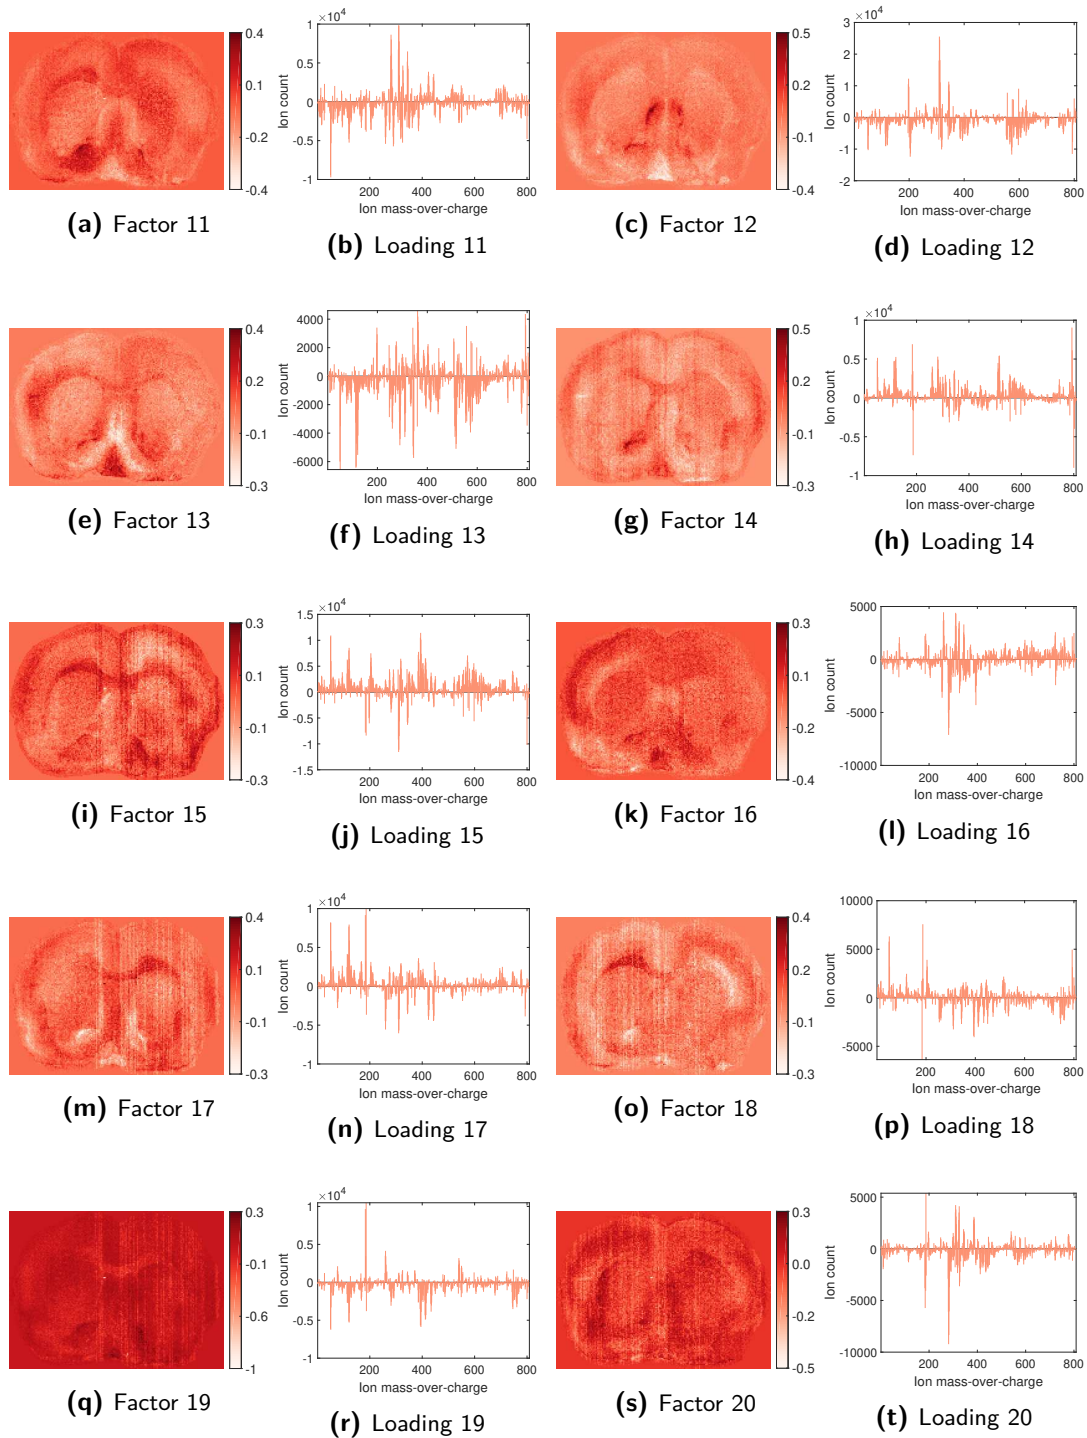 0.4
0.1
-0.2
-0.4
×10⁴
1
0.5
0
-0.5
-1
200 400 600 800
Ion count
Ion mass-over-charge
0.5
0.2
-0.1
-0.4
×10⁴
3
2
1
0
-1
-2
200 400 600 800
Ion count
Ion mass-over-charge
(a) Factor 11
(b) Loading 11
(c) Factor 12
(d) Loading 12
0.4
0.2
-0.1
-0.3
4000
2000
0
-2000
-4000
-6000
200 400 600 800
Ion count
Ion mass-over-charge
0.5
0.2
-0.1
-0.3
×10⁴
1
0.5
0
-0.5
-1
200 400 600 800
Ion count
Ion mass-over-charge
(e) Factor 13
(f) Loading 13
(g) Factor 14
(h) Loading 14
0.3
0.1
-0.1
-0.3
×10⁴
1.5
1
0.5
0
-0.5
-1
-1.5
200 400 600 800
Ion count
Ion mass-over-charge
0.3
0.1
-0.2
-0.4
5000
0
-5000
-10000
200 400 600 800
Ion count
Ion mass-over-charge
(i) Factor 15
(j) Loading 15
(k) Factor 16
(l) Loading 16
0.4
0.1
-0.1
-0.3
×10⁴
1
0.5
0
-0.5
-1
200 400 600 800
Ion count
Ion mass-over-charge
0.4
0.2
-0.1
-0.3
10000
5000
0
-5000
200 400 600 800
Ion count
Ion mass-over-charge
(m) Factor 17
(n) Loading 17
(o) Factor 18
(p) Loading 18
0.3
-0.1
-0.6
-1
×10⁴
1
0.5
0
-0.5
-1
200 400 600 800
Ion count
Ion mass-over-charge
0.3
0.0
-0.2
-0.5
5000
0
-5000
-10000
200 400 600 800
Ion count
Ion mass-over-charge
(q) Factor 19
(r) Loading 19
(s) Factor 20
(t) Loading 20